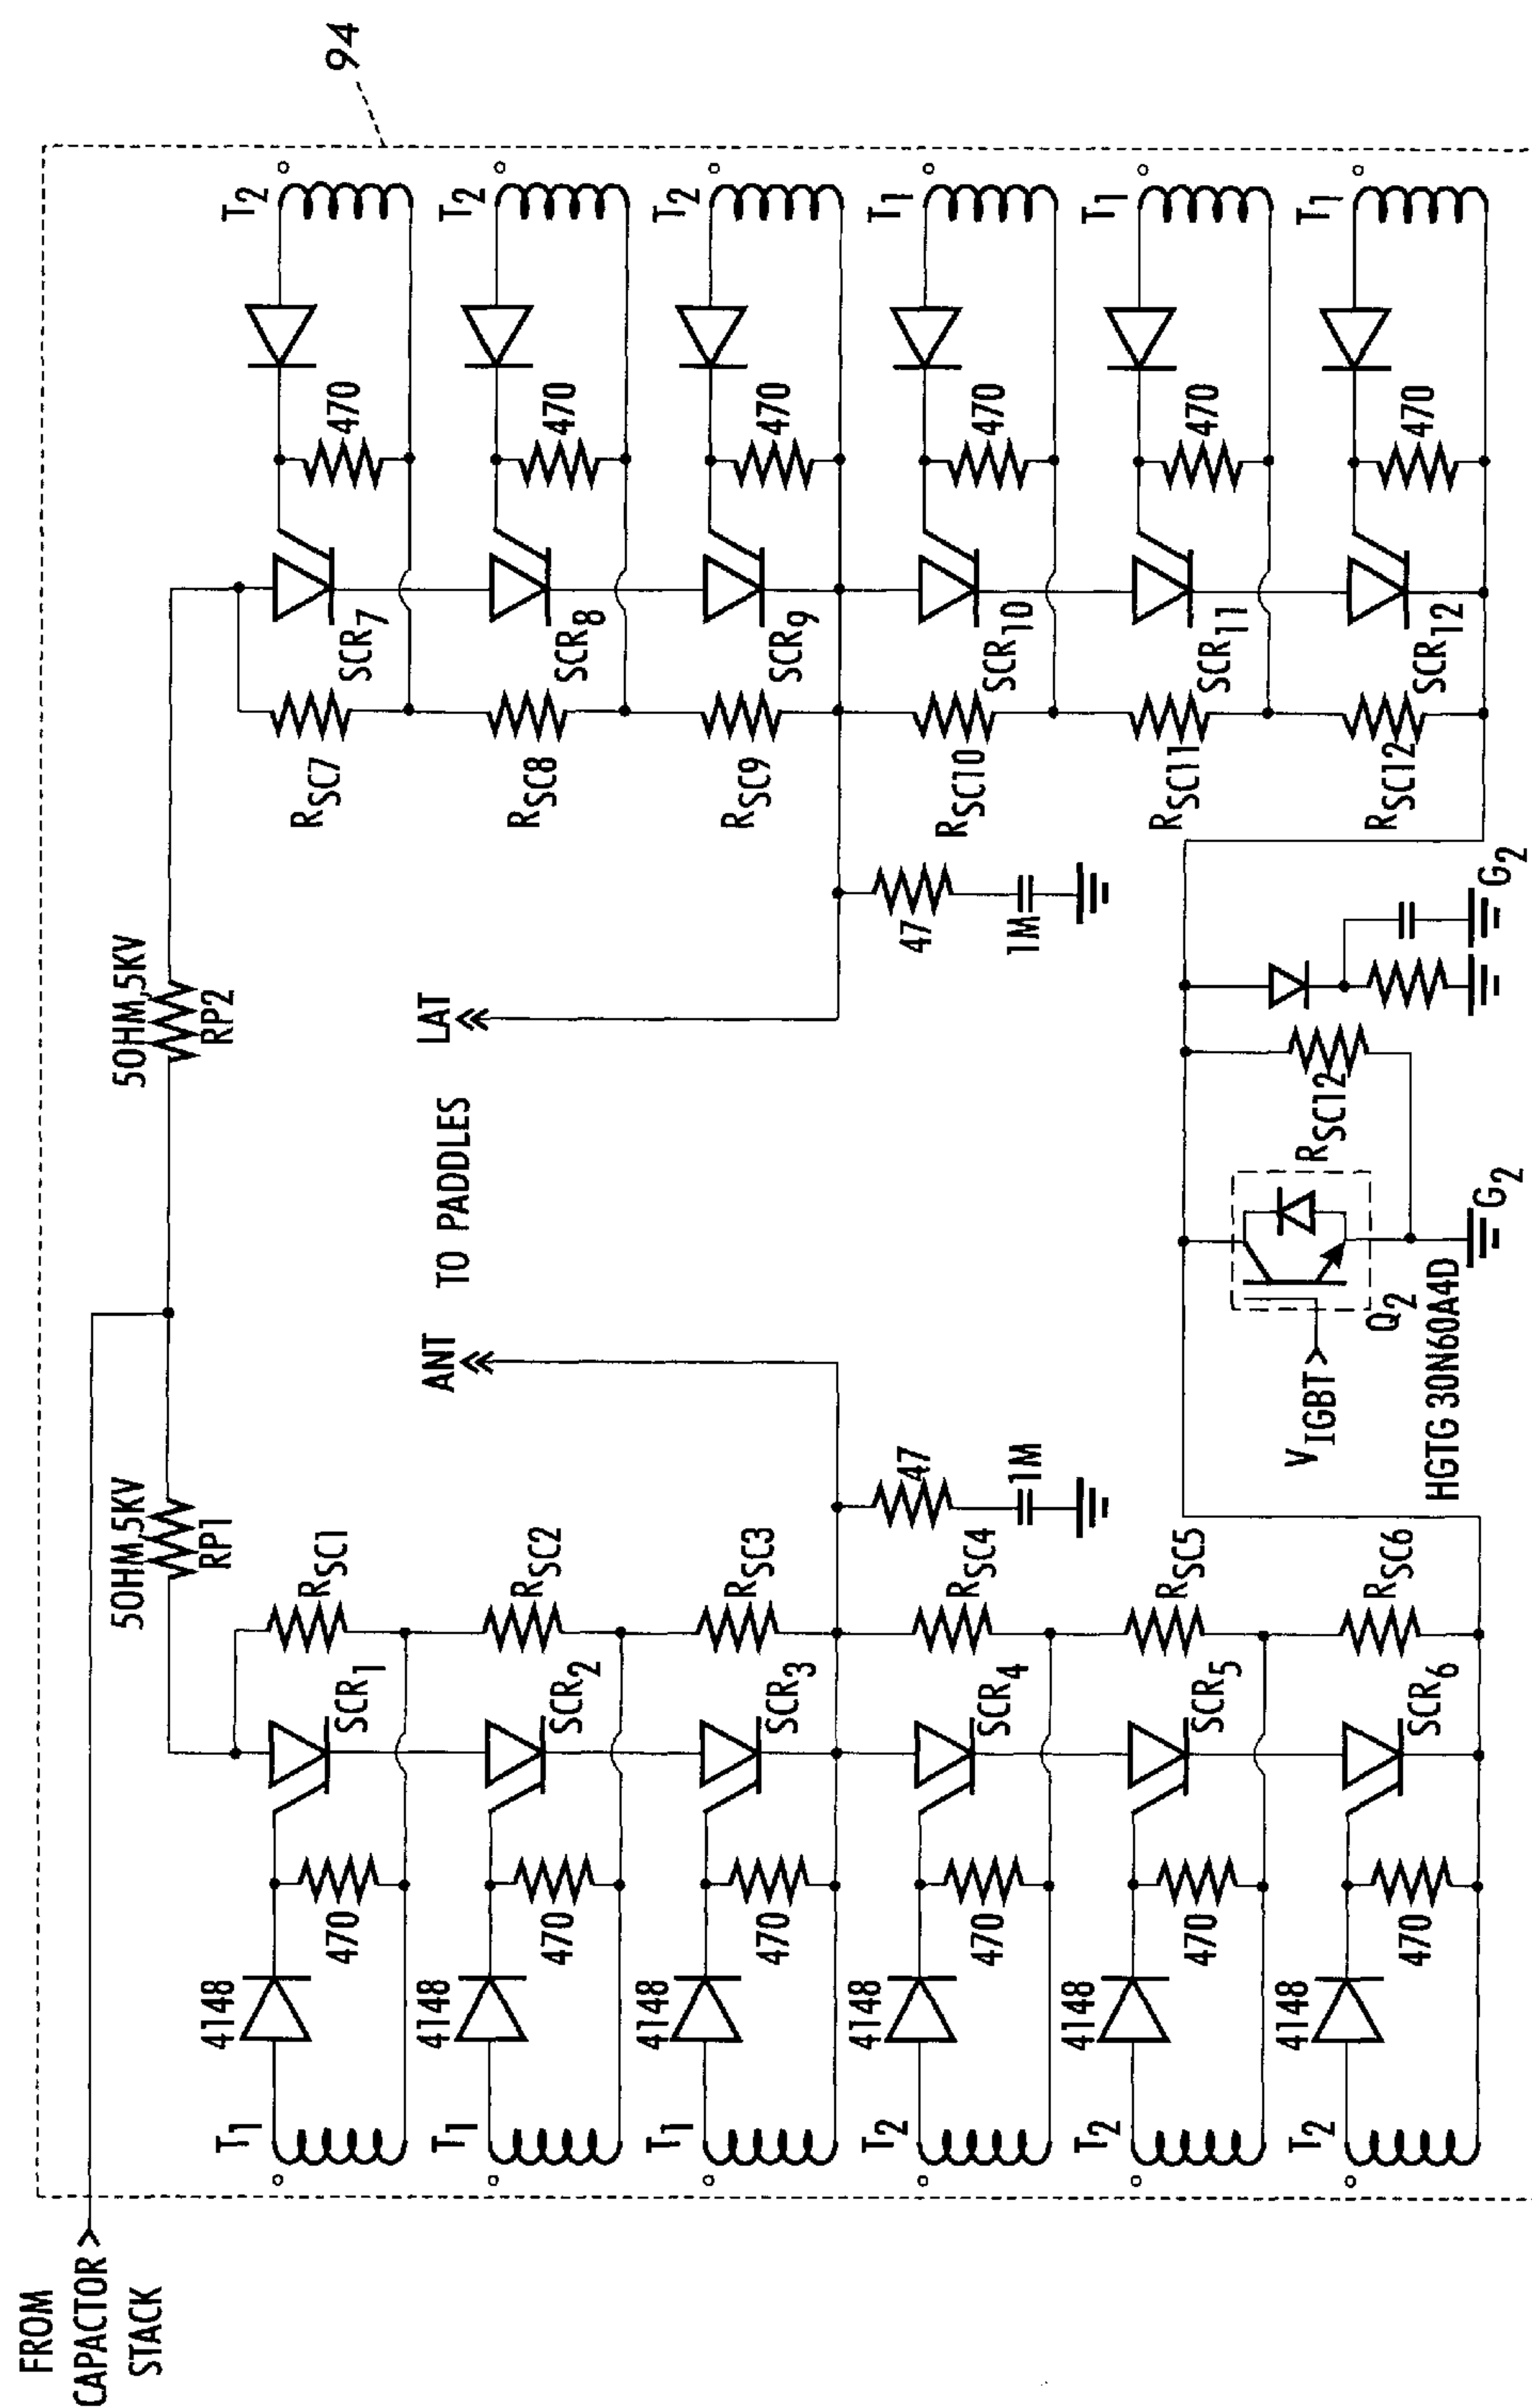 FROM
CAPACTOR
STACK
94
5OHM,5KV
RP1
5OHM,5KV
RP2
T1
4148
470
SCR1
RSC1
RSC7
SCR7
470
T2
T1
4148
470
SCR2
RSC2
ANT
TO PADDLES
LAT
RSC8
SCR8
470
T2
T1
4148
470
SCR3
RSC3
RSC9
SCR9
470
T2
T2
4148
470
SCR4
RSC4
47
1M
47
1M
RSC10
SCR10
470
T1
T2
4148
470
SCR5
RSC5
RSC11
SCR11
470
T1
T2
4148
470
SCR6
RSC6
VIGBT
Q2
HGTG 30N60A4D
RSC12
G2
G2
RSC12
SCR12
470
T1